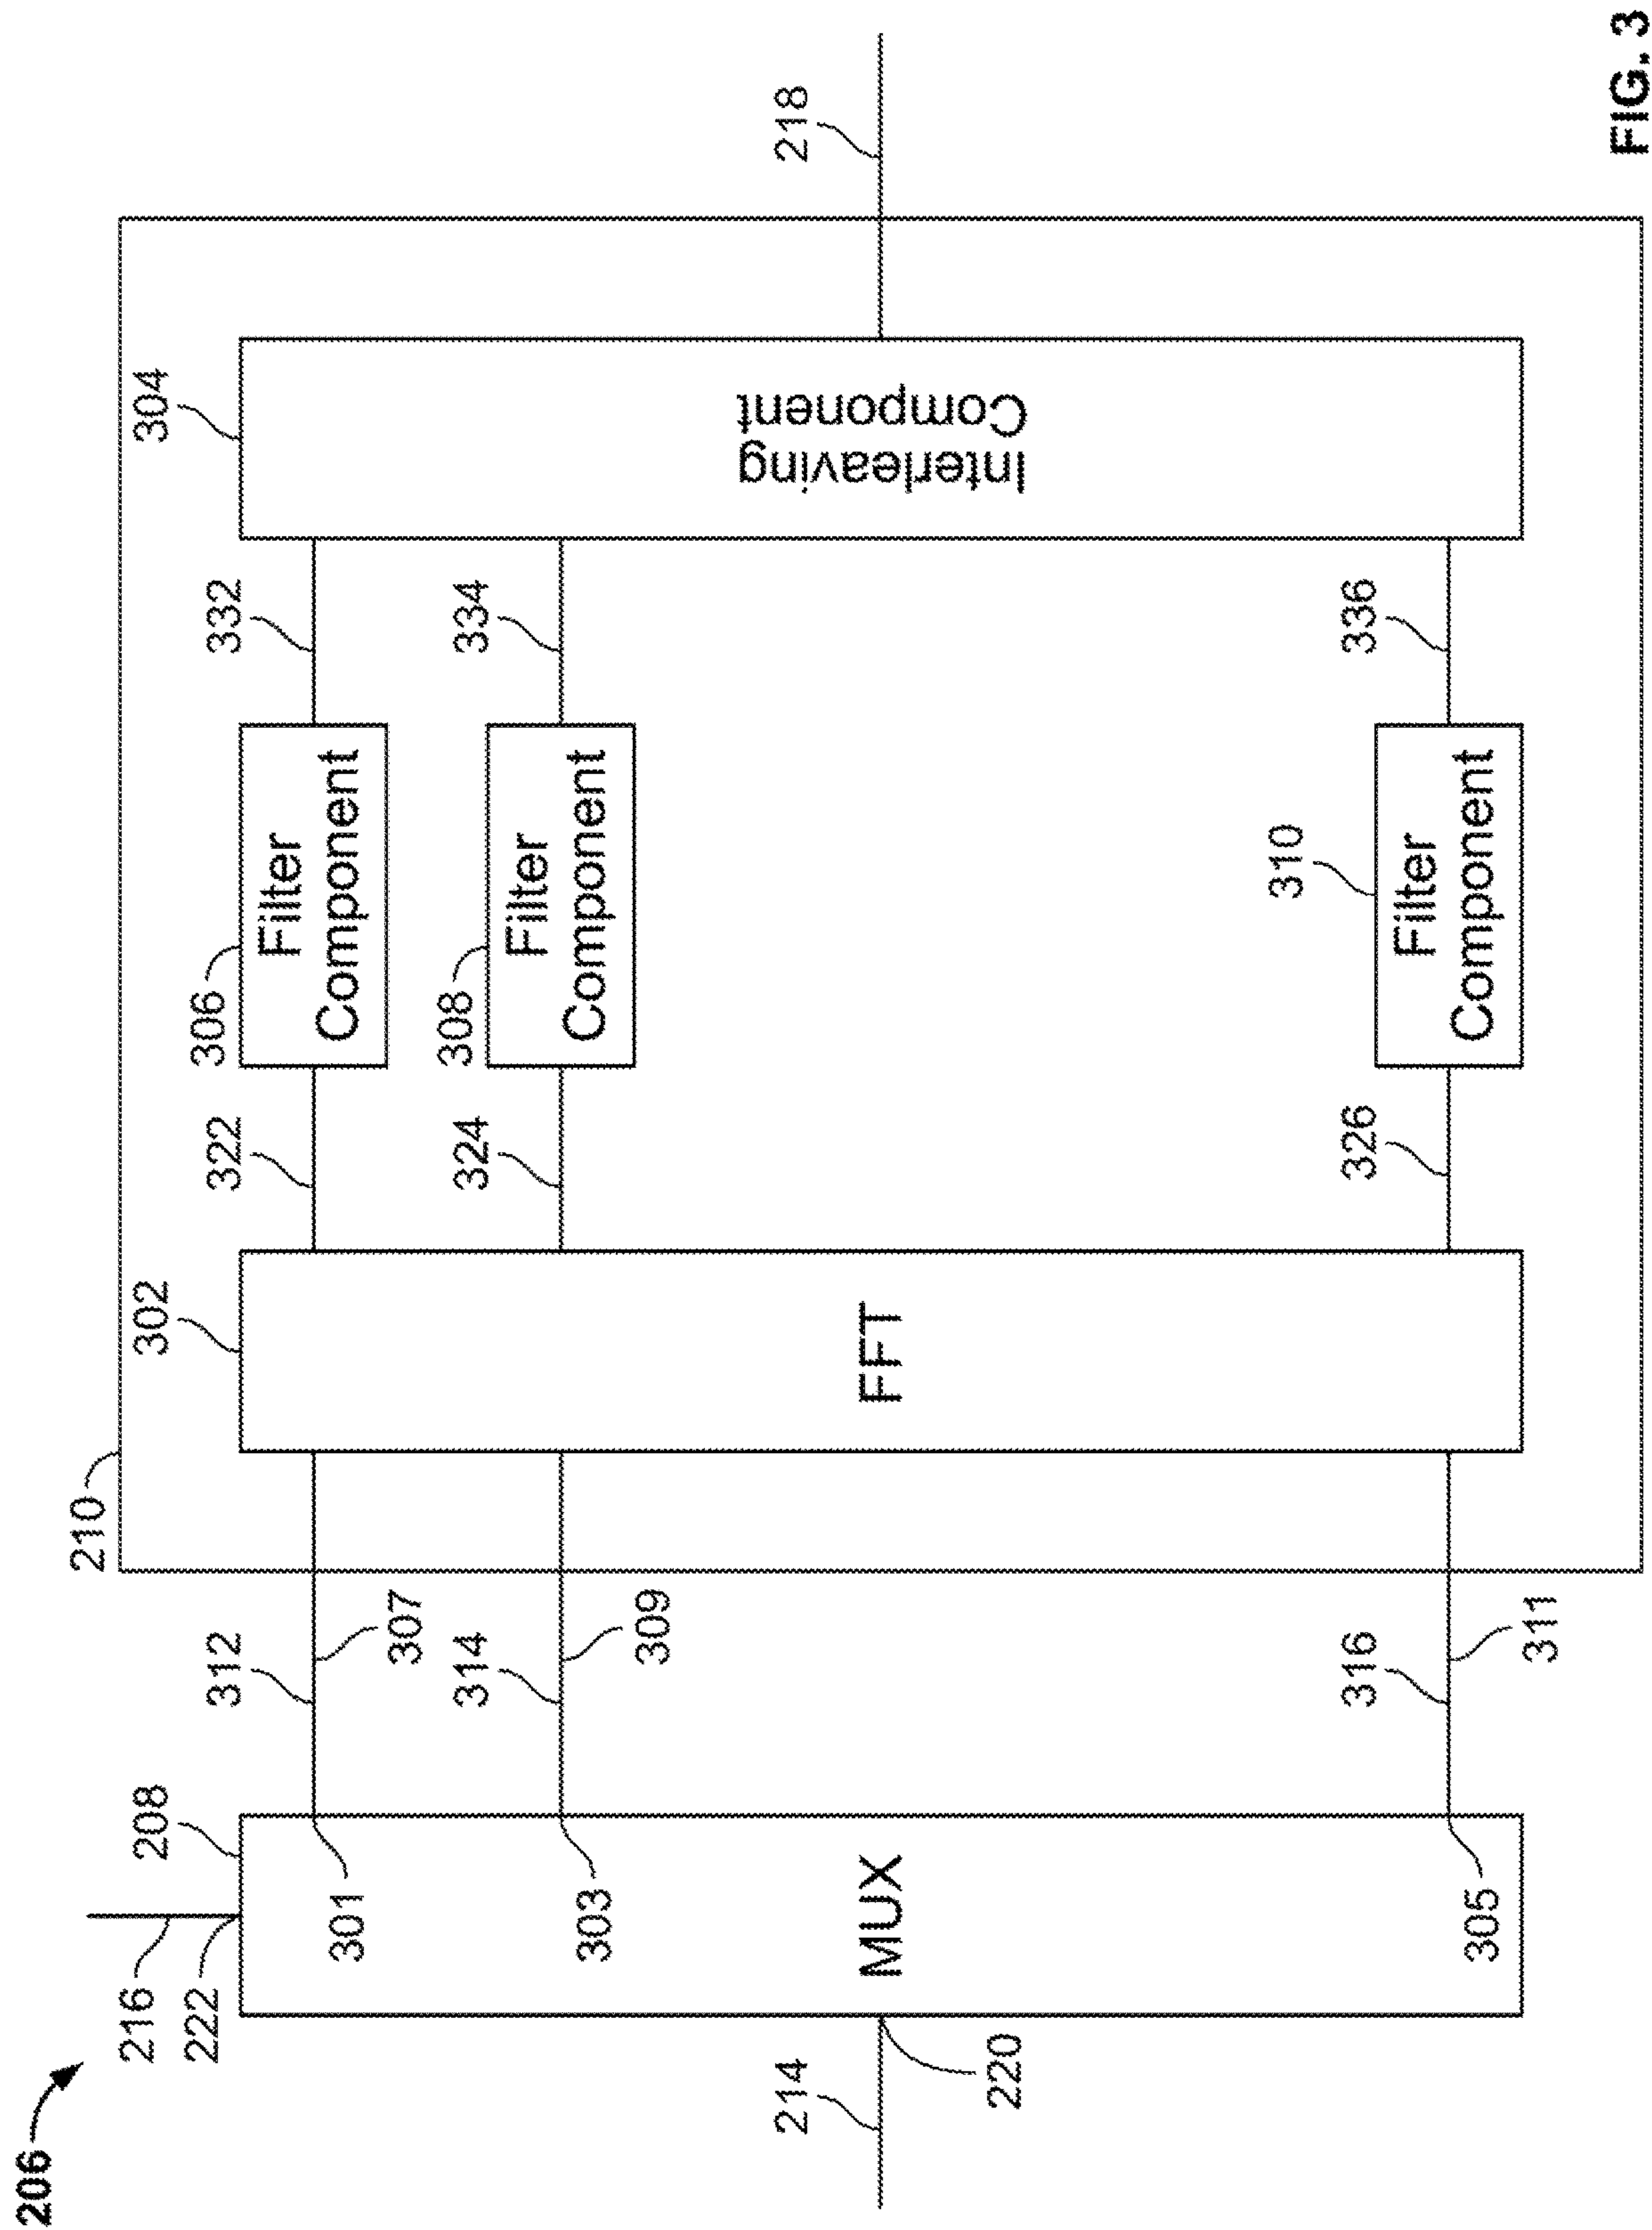 206
216
222
208
214
220
MUX
301
303
305
312
307
314
309
316
311
210
302
FFT
322
324
326
306
Filter
Component
308
Filter
Component
310
Filter
Component
332
334
336
304
Interleaving
Component
218
FIG. 3